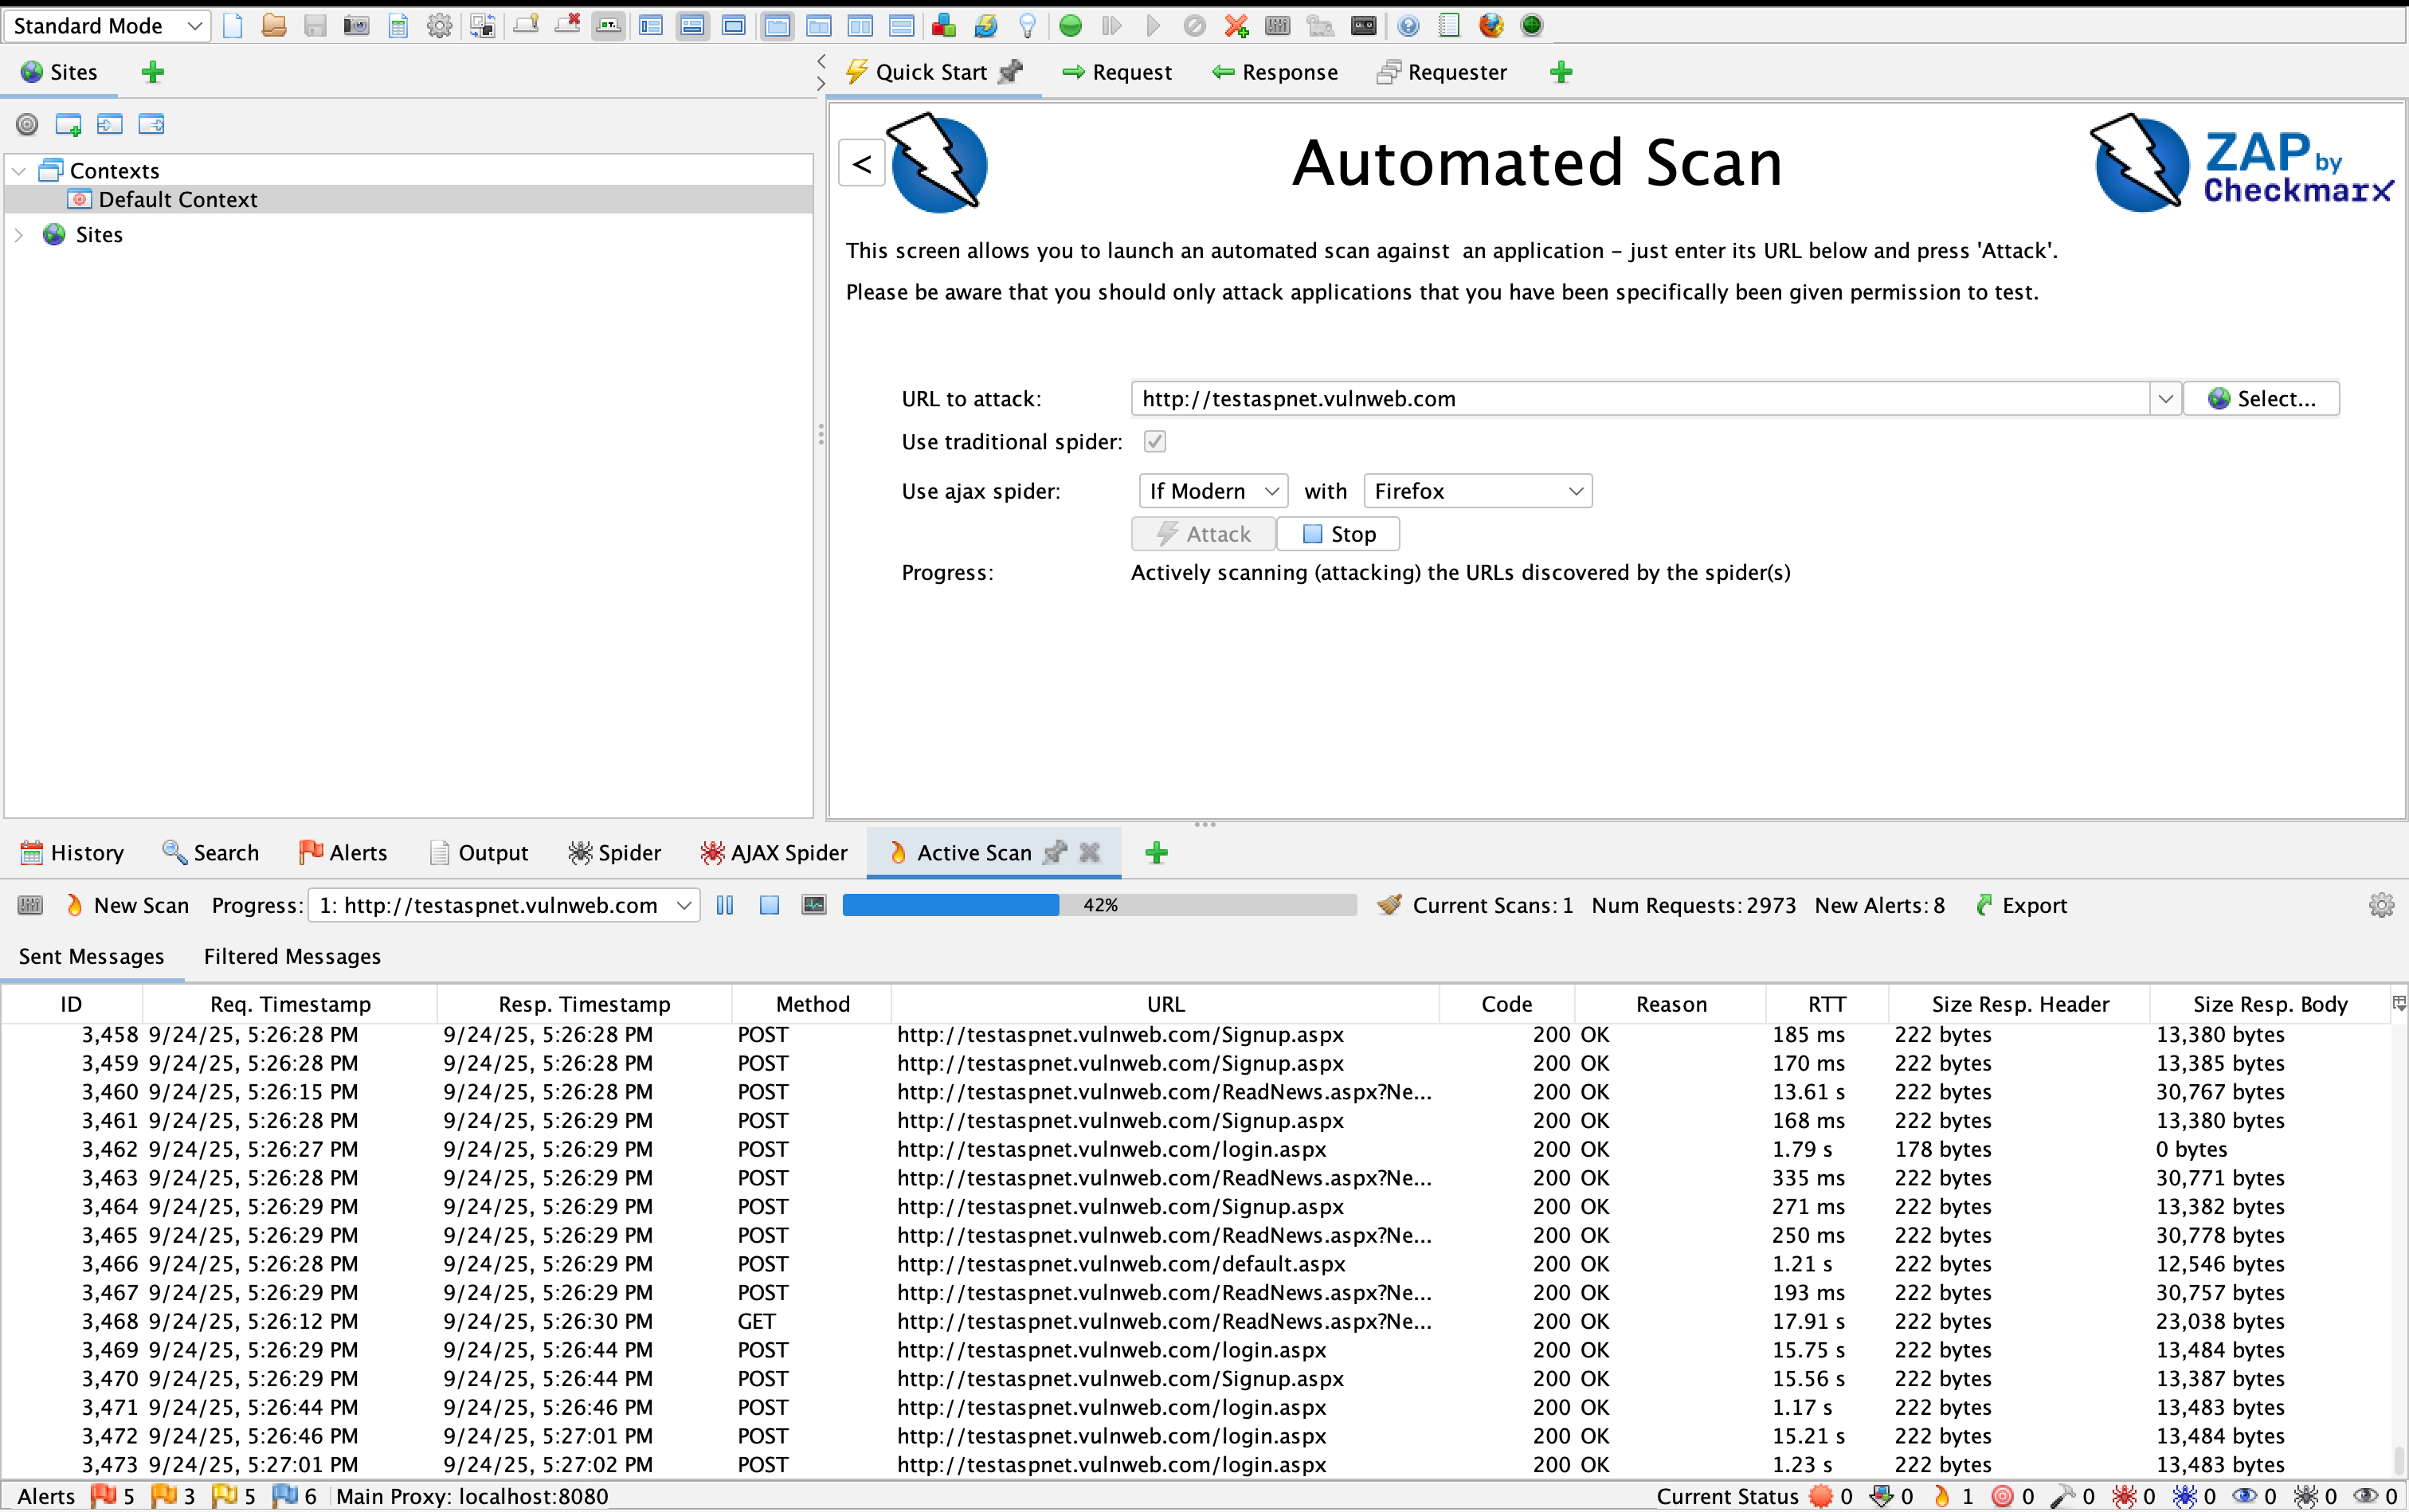 Standard Mode
Sites
Quick Start Request Response Requester
Contexts
Default Context
Sites
<
Automated Scan
ZAP by
Checkmarx
This screen allows you to launch an automated scan against  an application – just enter its URL below and press 'Attack'.
Please be aware that you should only attack applications that you have been specifically been given permission to test.
URL to attack: http://testaspnet.vulnweb.com Select...
Use traditional spider:
Use ajax spider: If Modern with Firefox
Attack Stop
Progress: Actively scanning (attacking) the URLs discovered by the spider(s)
History Search Alerts Output Spider AJAX Spider Active Scan
New Scan Progress: 1: http://testaspnet.vulnweb.com 42% Current Scans: 1 Num Requests: 2973 New Alerts: 8 Export
Sent Messages Filtered Messages
ID Req. Timestamp Resp. Timestamp Method URL Code Reason RTT Size Resp. Header Size Resp. Body
3,458 9/24/25, 5:26:28 PM 9/24/25, 5:26:28 PM POST http://testaspnet.vulnweb.com/Signup.aspx 200 OK 185 ms 222 bytes 13,380 bytes
3,459 9/24/25, 5:26:28 PM 9/24/25, 5:26:28 PM POST http://testaspnet.vulnweb.com/Signup.aspx 200 OK 170 ms 222 bytes 13,385 bytes
3,460 9/24/25, 5:26:15 PM 9/24/25, 5:26:28 PM POST http://testaspnet.vulnweb.com/ReadNews.aspx?Ne... 200 OK 13.61 s 222 bytes 30,767 bytes
3,461 9/24/25, 5:26:28 PM 9/24/25, 5:26:29 PM POST http://testaspnet.vulnweb.com/Signup.aspx 200 OK 168 ms 222 bytes 13,380 bytes
3,462 9/24/25, 5:26:27 PM 9/24/25, 5:26:29 PM POST http://testaspnet.vulnweb.com/login.aspx 200 OK 1.79 s 178 bytes 0 bytes
3,463 9/24/25, 5:26:28 PM 9/24/25, 5:26:29 PM POST http://testaspnet.vulnweb.com/ReadNews.aspx?Ne... 200 OK 335 ms 222 bytes 30,771 bytes
3,464 9/24/25, 5:26:29 PM 9/24/25, 5:26:29 PM POST http://testaspnet.vulnweb.com/Signup.aspx 200 OK 271 ms 222 bytes 13,382 bytes
3,465 9/24/25, 5:26:29 PM 9/24/25, 5:26:29 PM POST http://testaspnet.vulnweb.com/ReadNews.aspx?Ne... 200 OK 250 ms 222 bytes 30,778 bytes
3,466 9/24/25, 5:26:28 PM 9/24/25, 5:26:29 PM POST http://testaspnet.vulnweb.com/default.aspx 200 OK 1.21 s 222 bytes 12,546 bytes
3,467 9/24/25, 5:26:29 PM 9/24/25, 5:26:29 PM POST http://testaspnet.vulnweb.com/ReadNews.aspx?Ne... 200 OK 193 ms 222 bytes 30,757 bytes
3,468 9/24/25, 5:26:12 PM 9/24/25, 5:26:30 PM GET http://testaspnet.vulnweb.com/ReadNews.aspx?Ne... 200 OK 17.91 s 222 bytes 23,038 bytes
3,469 9/24/25, 5:26:29 PM 9/24/25, 5:26:44 PM POST http://testaspnet.vulnweb.com/login.aspx 200 OK 15.75 s 222 bytes 13,484 bytes
3,470 9/24/25, 5:26:29 PM 9/24/25, 5:26:44 PM POST http://testaspnet.vulnweb.com/Signup.aspx 200 OK 15.56 s 222 bytes 13,387 bytes
3,471 9/24/25, 5:26:44 PM 9/24/25, 5:26:46 PM POST http://testaspnet.vulnweb.com/login.aspx 200 OK 1.17 s 222 bytes 13,483 bytes
3,472 9/24/25, 5:26:46 PM 9/24/25, 5:27:01 PM POST http://testaspnet.vulnweb.com/login.aspx 200 OK 15.21 s 222 bytes 13,484 bytes
3,473 9/24/25, 5:27:01 PM 9/24/25, 5:27:02 PM POST http://testaspnet.vulnweb.com/login.aspx 200 OK 1.23 s 222 bytes 13,483 bytes
Alerts 5 3 5 6 Main Proxy: localhost:8080 Current Status 0 0 1 0 0 0 0 0 0 0